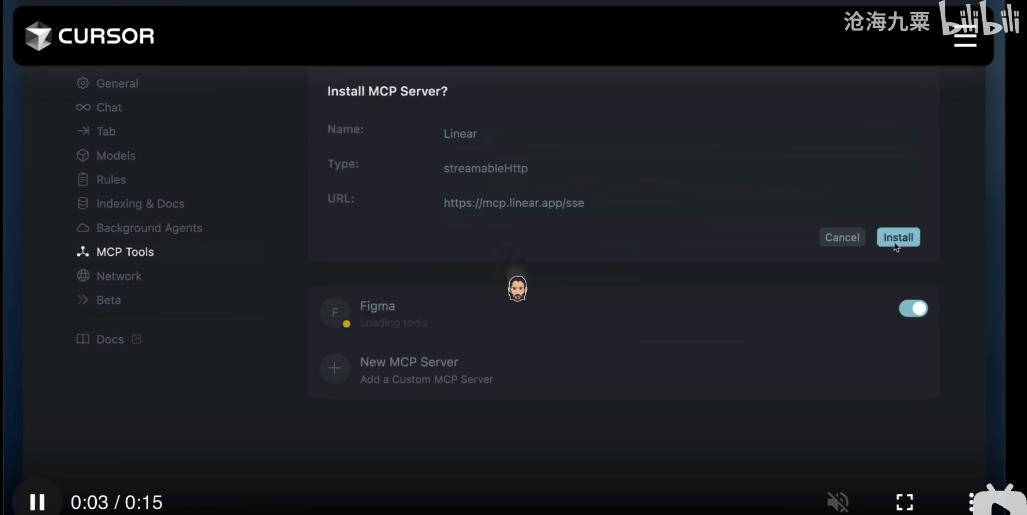 CURSOR
沧海九粟 bilibili
General
Chat
Tab
Models
Rules
Indexing & Docs
Background Agents
MCP Tools
Network
Beta
Docs
Install MCP Server?
Name: Linear
Type: streamableHttp
URL: https://mcp.linear.app/sse
Cancel Install
F Figma
Loading tools
New MCP Server
Add a Custom MCP Server
0:03 / 0:15